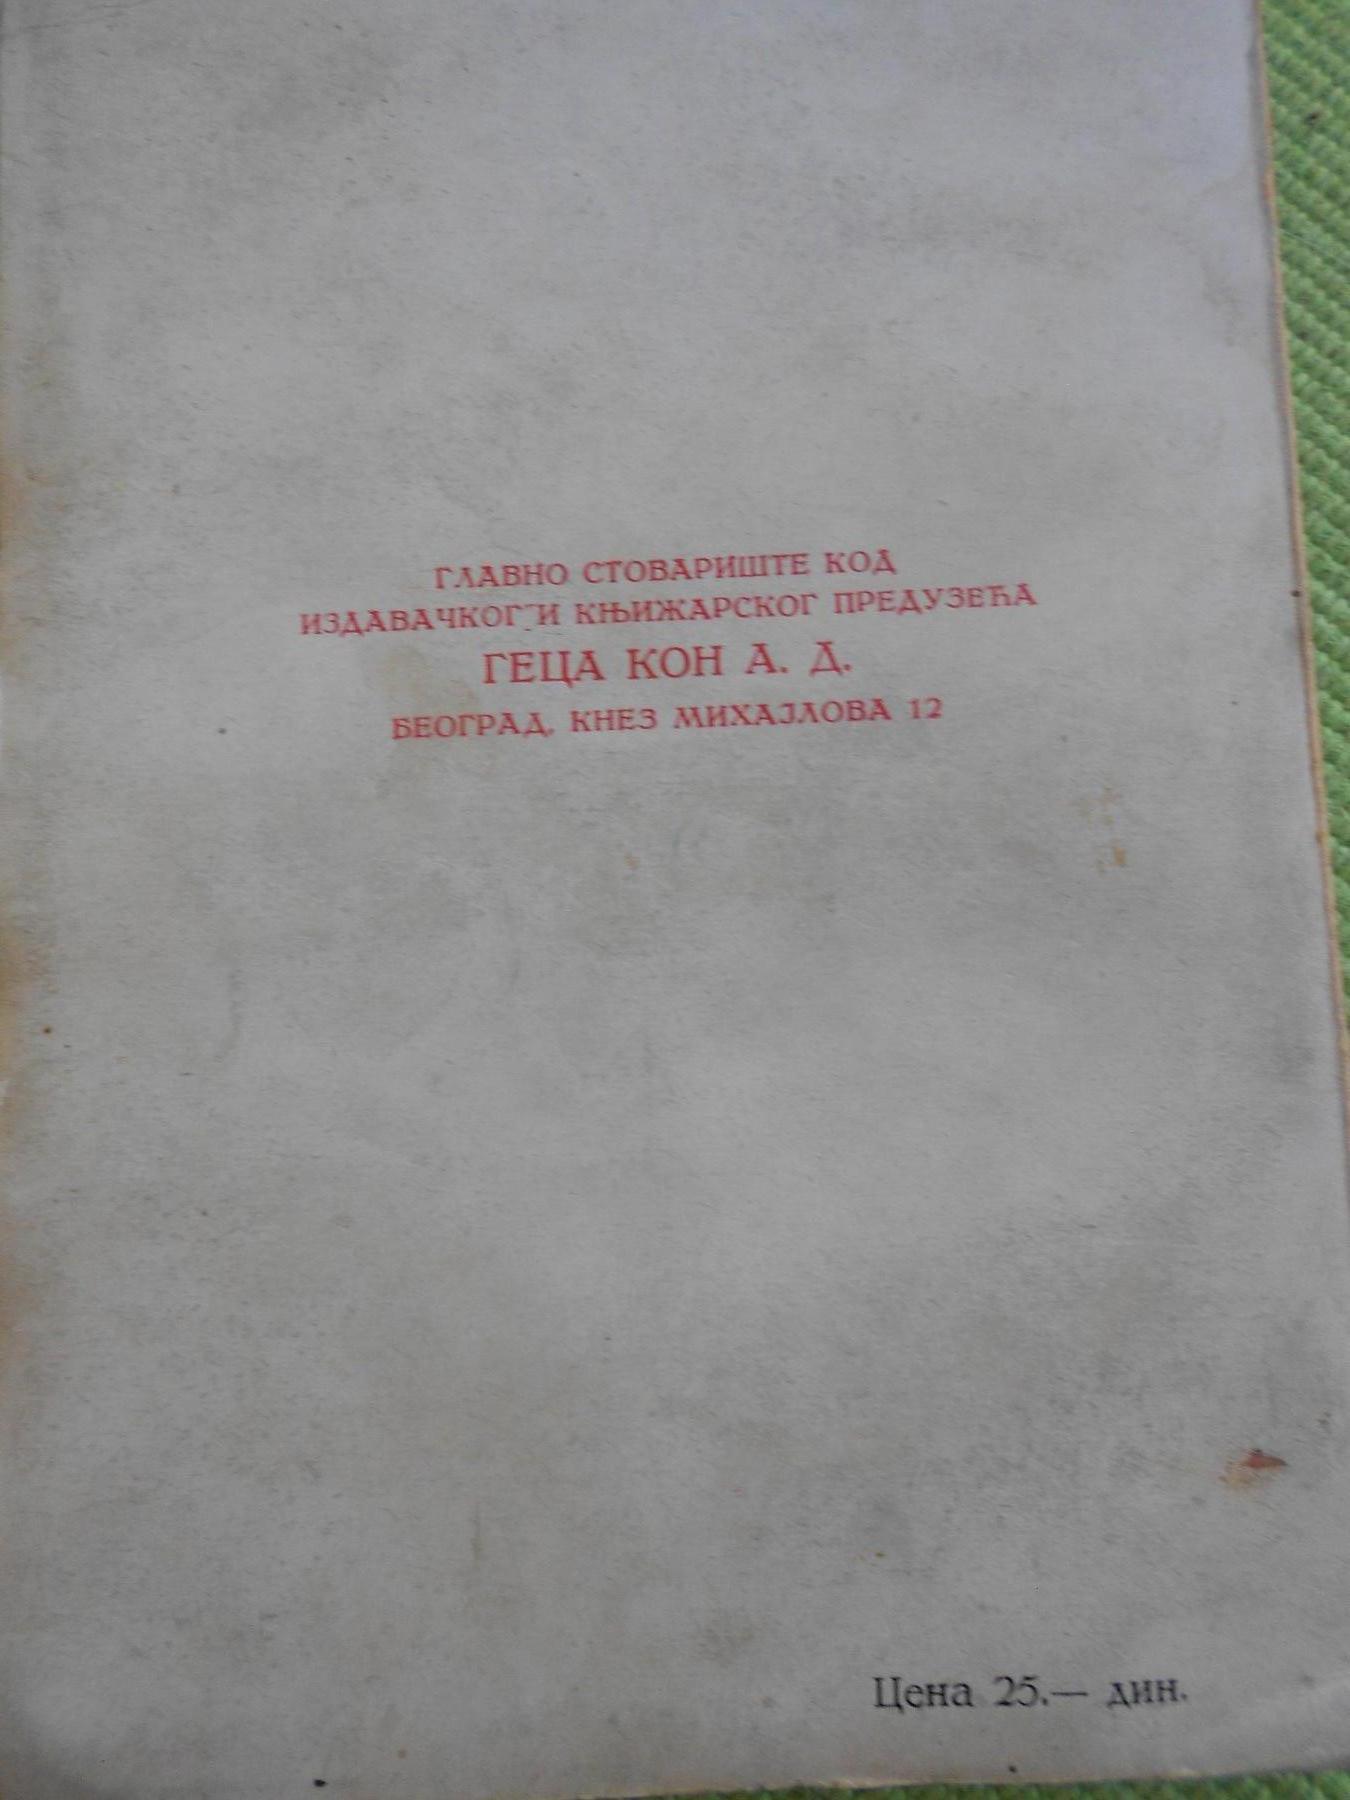 ГЛАВНО СТОВАРИШТЕ КОД
ИЗДАВАЧКОГ И КЊИЖАРСКОГ ПРЕДУЗЕЋА
ГЕЦА КОН А. Д.
БЕОГРАД, КНЕЗ МИХАЈЛОВА 12
Цена 25.— дин.